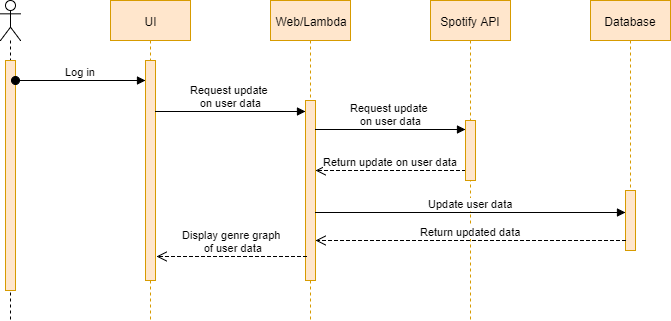 UI
Web/Lambda
Spotify API
Database
Log in
Request update
on user data
Request update
on user data
Return update on user data
Update user data
Return updated data
Display genre graph
of user data